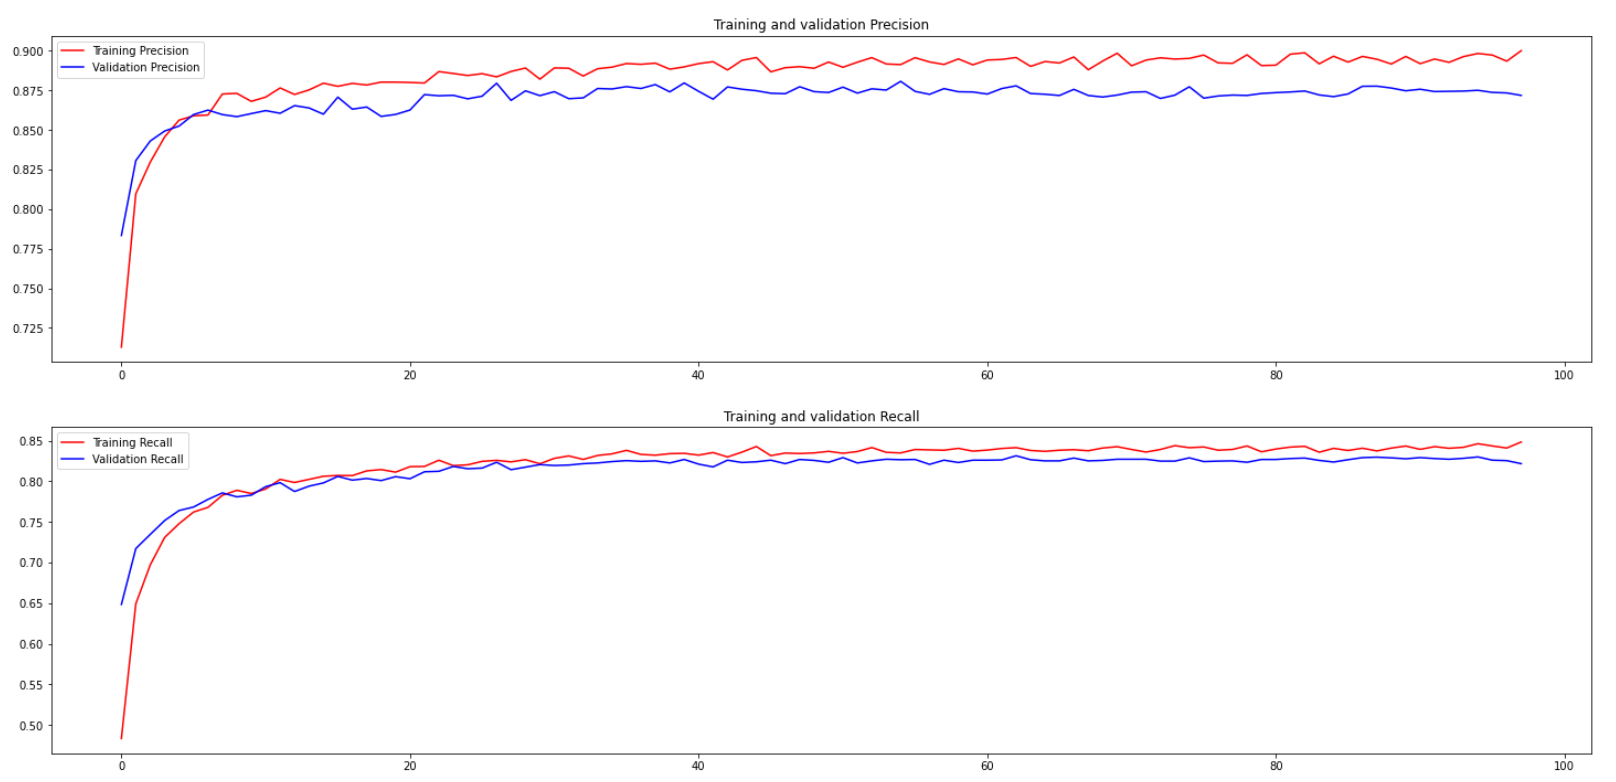 Training and validation Precision
Training Precision
Validation Precision
0.900
0.875
0.850
0.825
0.800
0.775
0.750
0.725
0 20 40 60 80 100
Training and validation Recall
Training Recall
Validation Recall
0.85
0.80
0.75
0.70
0.65
0.60
0.55
0.50
0 20 40 60 80 100